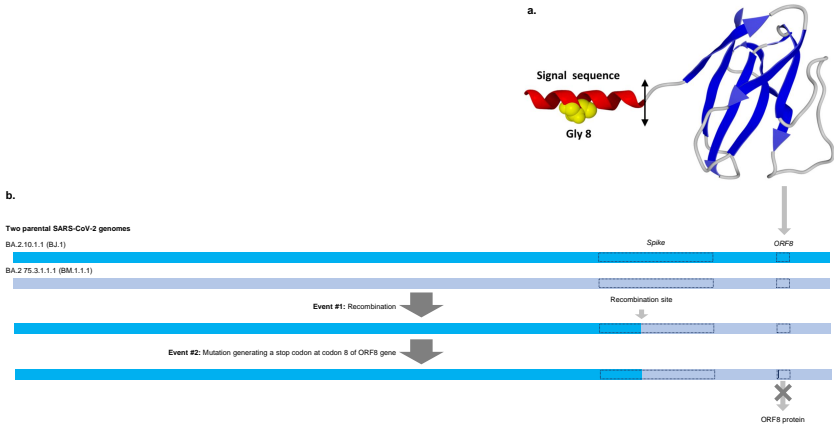 a.
Signal sequence
Gly 8
b.
Two parental SARS-CoV-2 genomes
BA.2.10.1.1 (BJ.1)
Spike
ORF8
BA.2 75.3.1.1.1 (BM.1.1.1)
Event #1: Recombination
Recombination site
Event #2: Mutation generating a stop codon at codon 8 of ORF8 gene
ORF8 protein